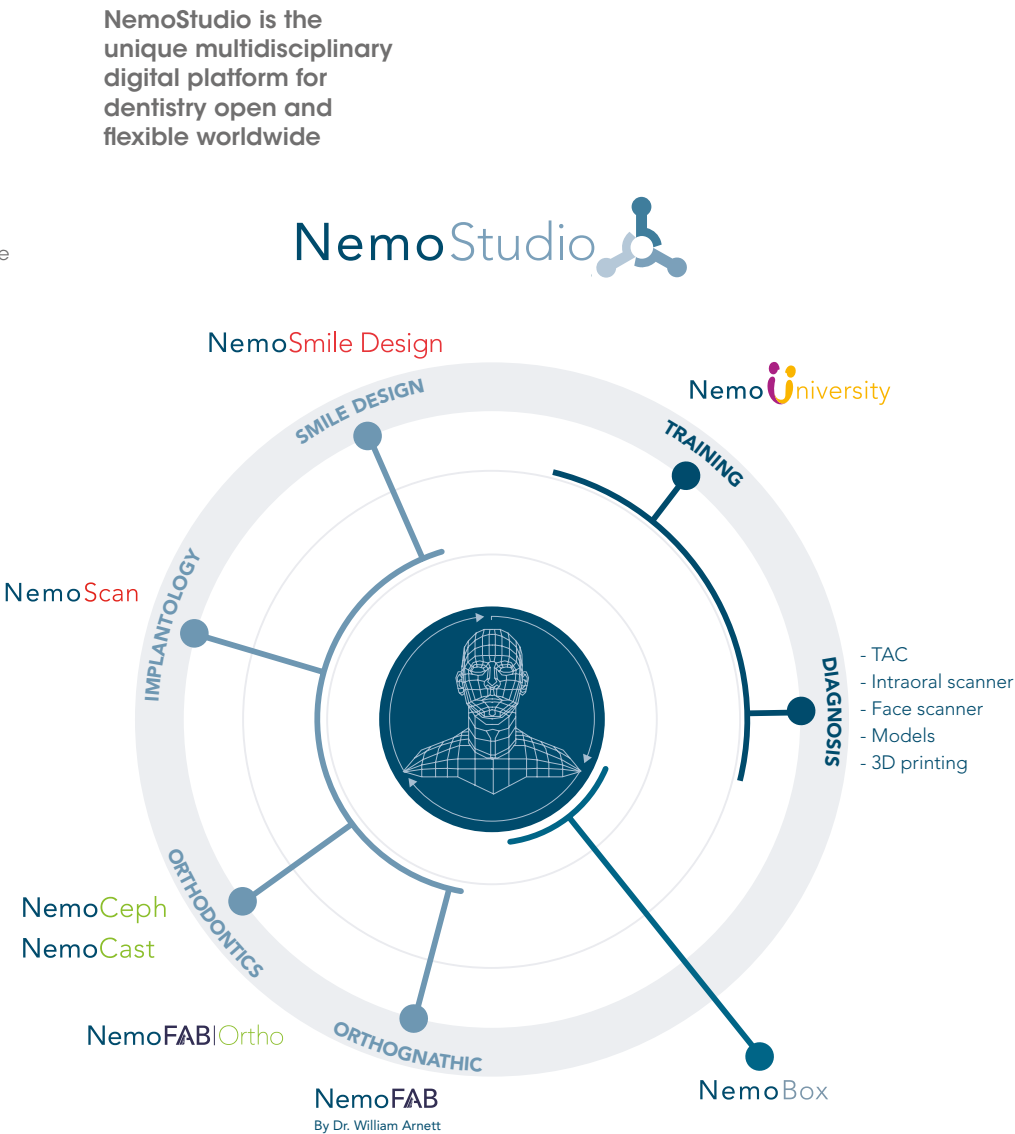 NemoStudio is the
unique multidisciplinary
digital platform for
dentistry open and
flexible worldwide
e
NemoStudio
NemoSmile Design
NemoUniversity
SMILE DESIGN
TRAINING
IMPLANTOLOGY
NemoScan
DIAGNOSIS
- TAC
- Intraoral scanner
- Face scanner
- Models
- 3D printing
ORTHODONTICS
NemoCeph
NemoCast
NemoFAB|Ortho
ORTHOGNATHIC
NemoFAB
By Dr. William Arnett
NemoBox